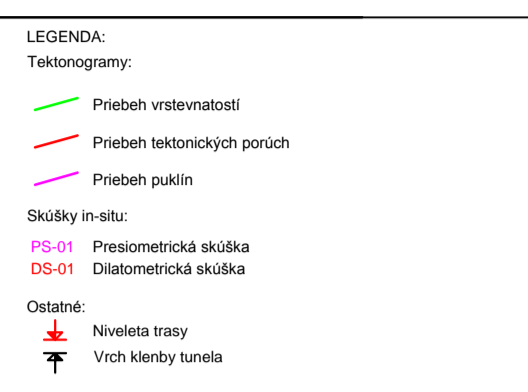 LEGENDA:
Tektonogramy:
Priebeh vrstevnatostí
Priebeh tektonických porúch
Priebeh puklín
Skúšky in-situ:
PS-01 Presiometrická skúška
DS-01 Dilatometrická skúška
Ostatné:
Niveleta trasy
Vrch klenby tunela